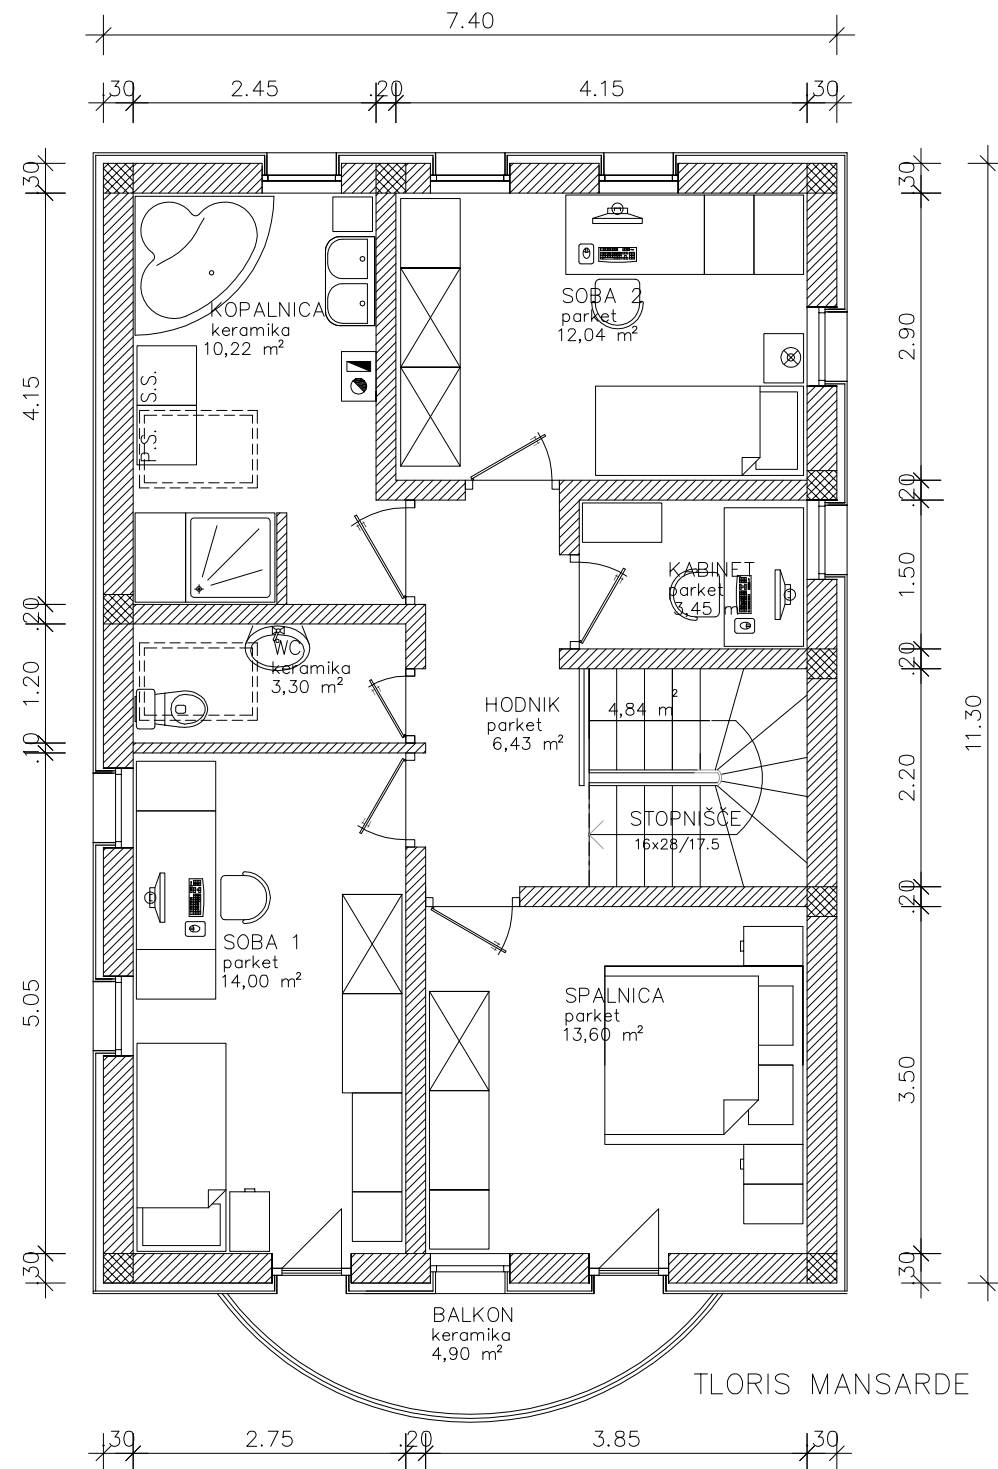 7.40
.30
2.45
.20
4.15
.30
.30
4.15
.20
1.20
.10
5.05
.30
.30
2.90
.20
1.50
.20
2.20
.20
3.50
.30
11.30
KOPALNICA
keramika
10,22 m²
S.S.
P.S.
SOBA 2
parket
12,04 m²
KABINET
parket
3,45 m
WC
keramika
3,30 m²
HODNIK
parket
6,43 m²
4,84 m²
STOPNIŠČE
16x28/17.5
SOBA 1
parket
14,00 m²
SPALNICA
parket
13,60 m²
BALKON
keramika
4,90 m²
TLORIS MANSARDE
.30
2.75
.20
3.85
.30